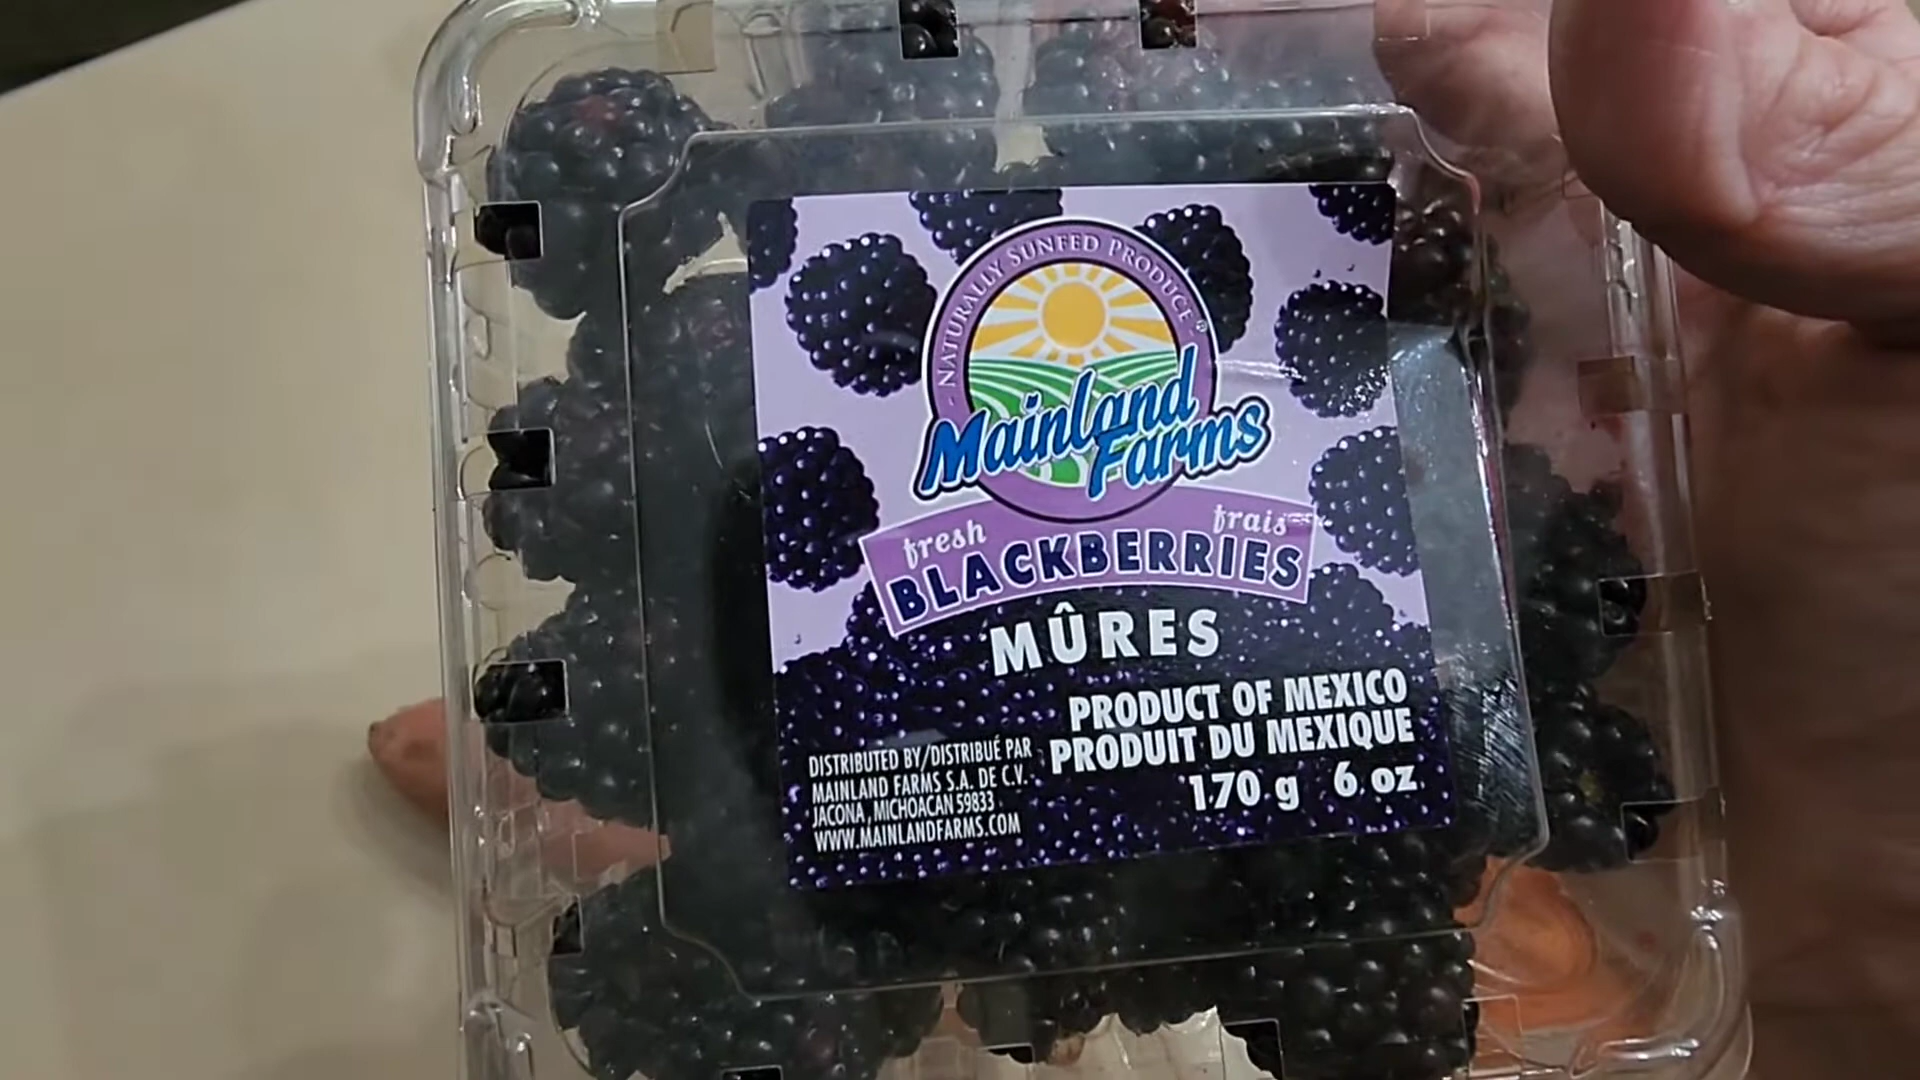 - NATURALLY SUNFED PRODUCE - ®
Mainland
Farms
fresh frais
BLACKBERRIES
MÛRES
PRODUCT OF MEXICO
PRODUIT DU MEXIQUE
170 g 6 oz
DISTRIBUTED BY/DISTRIBUÉ PAR
MAINLAND FARMS S.A. DE C.V.
JACONA, MICHOACAN 59833
WWW.MAINLANDFARMS.COM